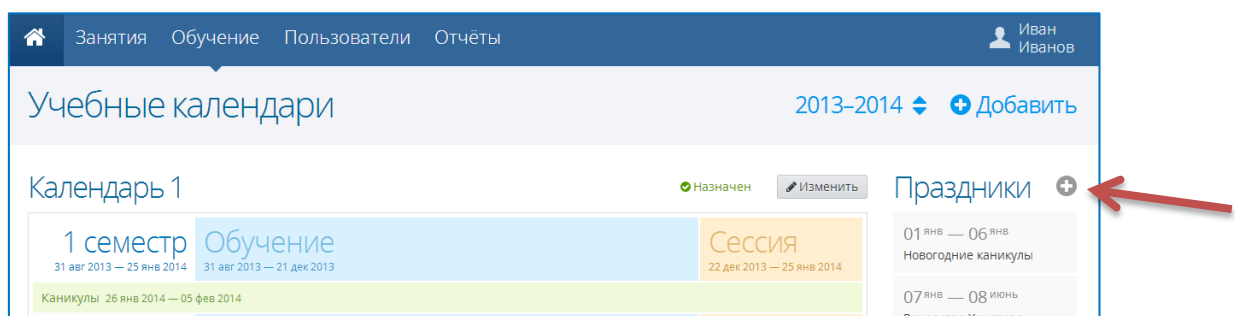 Занятия Обучение Пользователи Отчёты
Иван
Иванов
Учебные календари
2013–2014
Добавить
Календарь 1
Назначен
Изменить
1 семестр
31 авг 2013 — 25 янв 2014
Обучение
31 авг 2013 — 21 дек 2013
Сессия
22 дек 2013 — 25 янв 2014
Каникулы 26 янв 2014 — 05 фев 2014
Праздники
01 янв — 06 янв
Новогодние каникулы
07 янв — 08 июнь